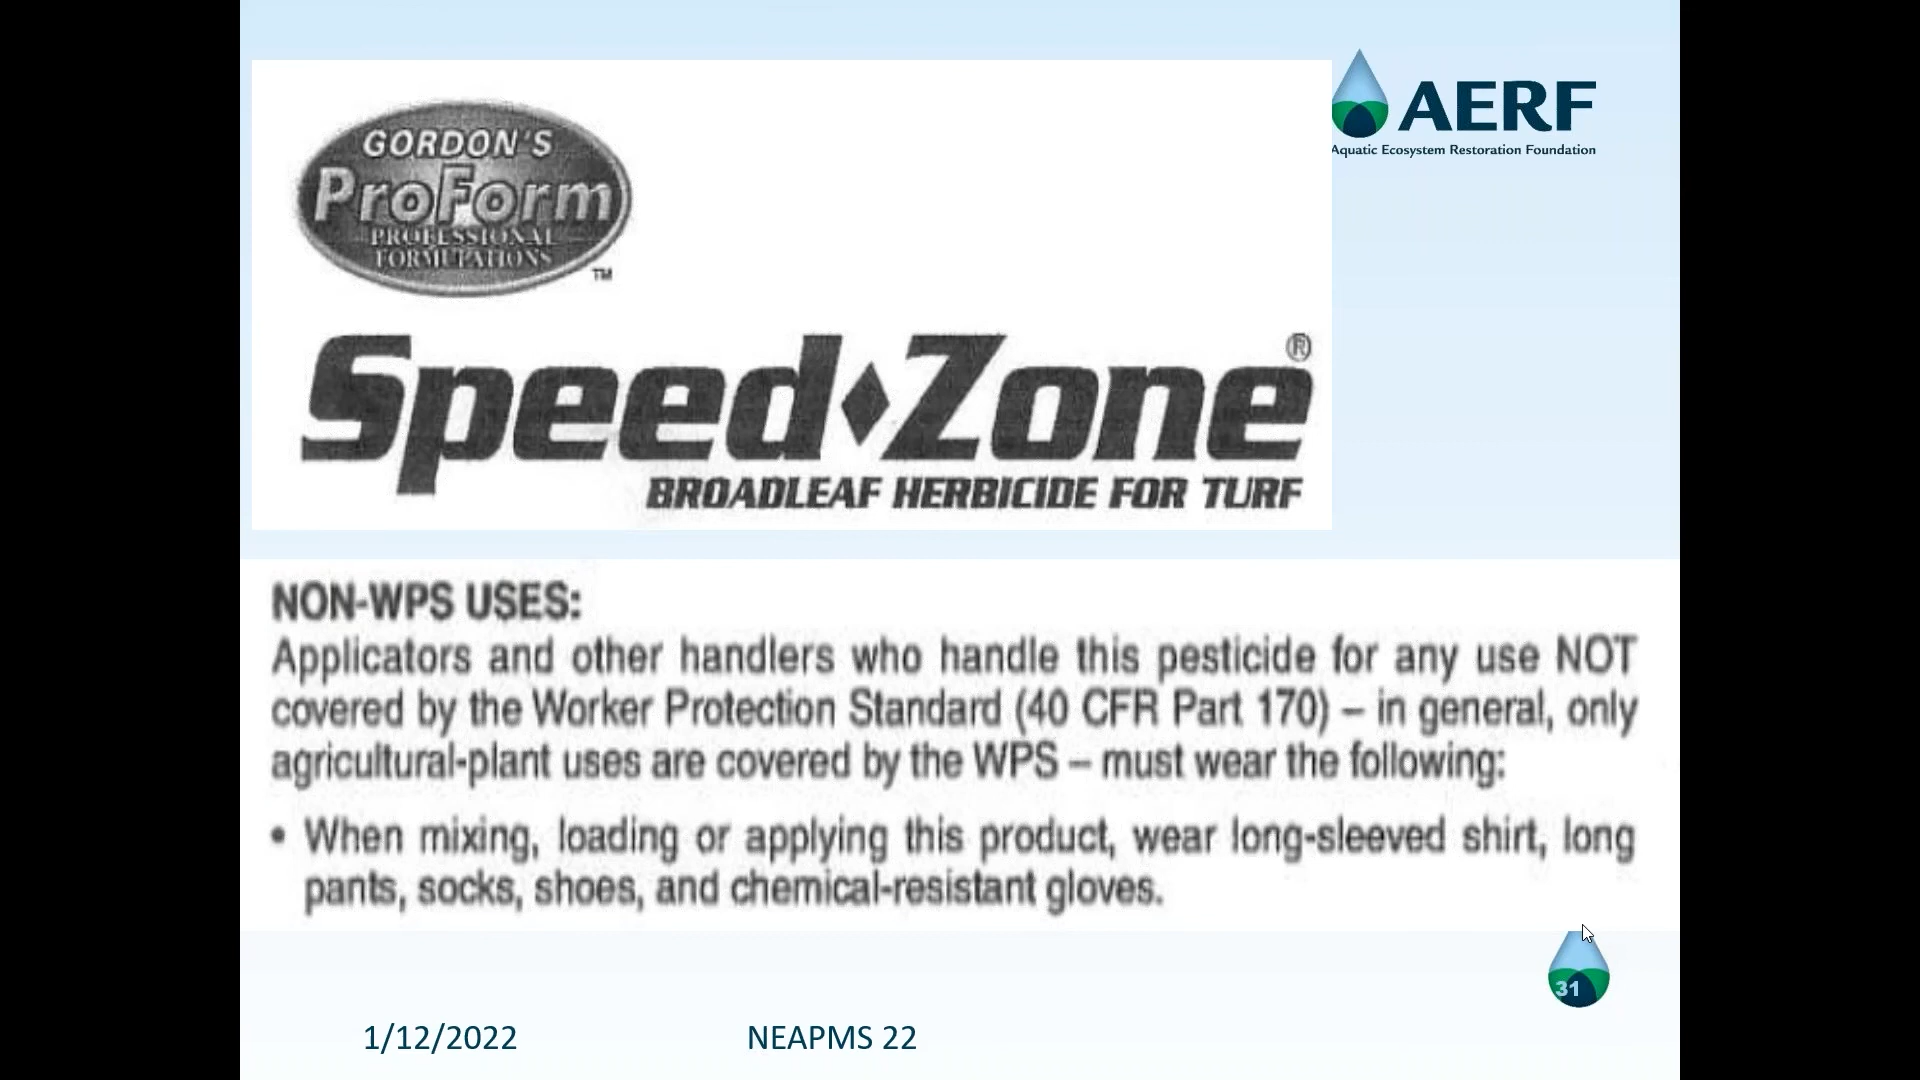 GORDON'S
ProForm
PROFESSIONAL
FORMULATIONS
TM
Speed♦Zone®
BROADLEAF HERBICIDE FOR TURF
AERF
Aquatic Ecosystem Restoration Foundation
NON-WPS USES:
Applicators and other handlers who handle this pesticide for any use NOT
covered by the Worker Protection Standard (40 CFR Part 170) – in general, only
agricultural-plant uses are covered by the WPS – must wear the following:
• When mixing, loading or applying this product, wear long-sleeved shirt, long
pants, socks, shoes, and chemical-resistant gloves.
31
1/12/2022
NEAPMS 22